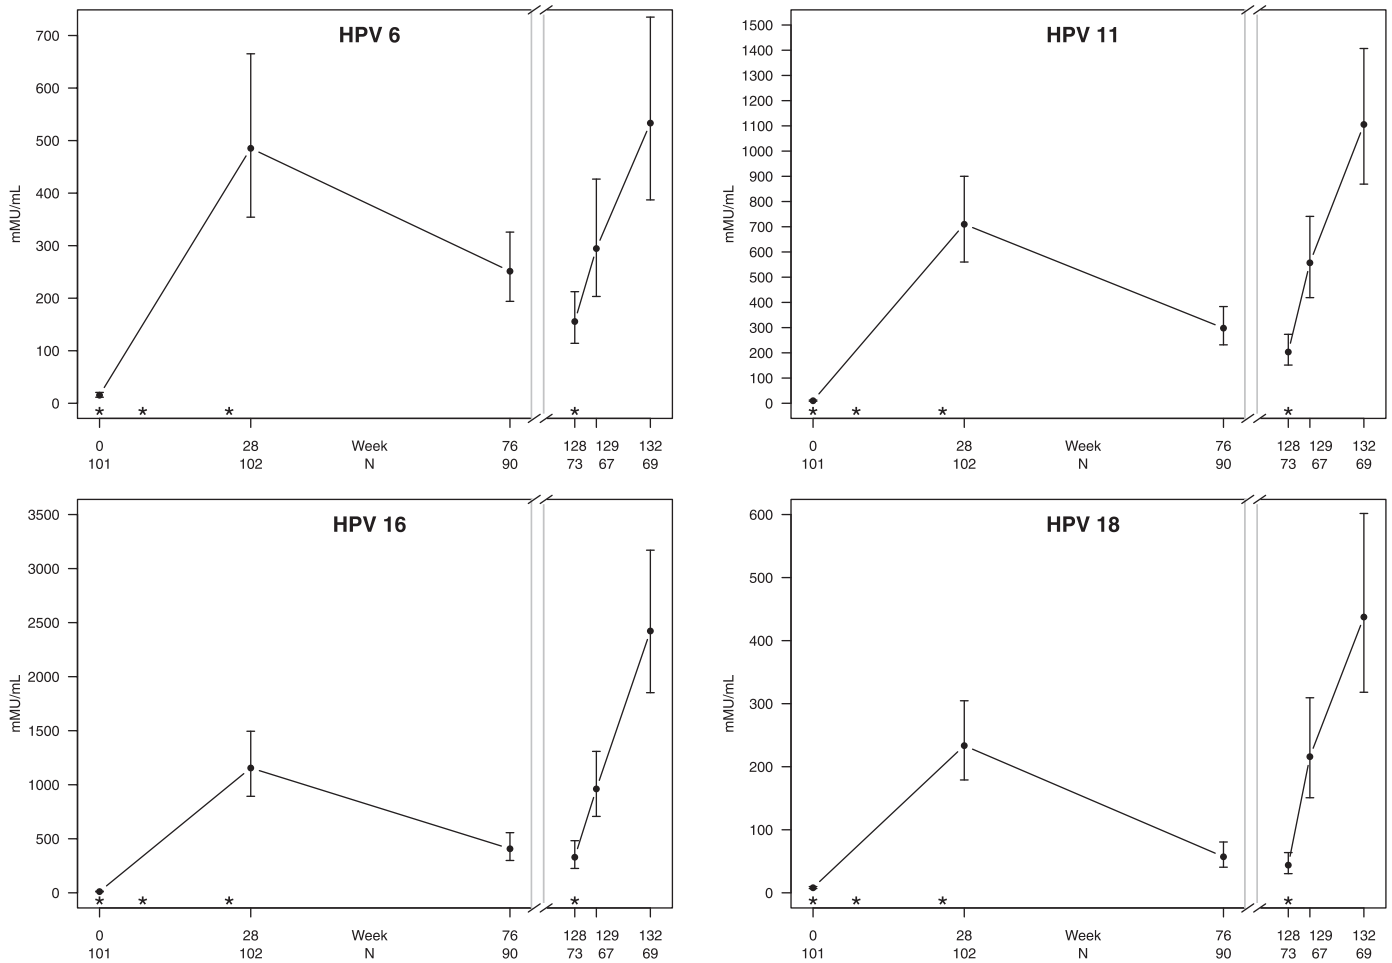 HPV 6
700
600
500
400
300
200
100
0
mMU/mL
* * * *
0 28 Week 76 128 129 132
101 102 N 90 73 67 69
HPV 11
1500
1400
1300
1200
1100
1000
900
800
700
600
500
400
300
200
100
0
mMU/mL
* * * *
0 28 Week 76 128 129 132
101 102 N 90 73 67 69
HPV 16
3500
3000
2500
2000
1500
1000
500
0
mMU/mL
* * * *
0 28 Week 76 128 129 132
101 102 N 90 73 67 69
HPV 18
600
500
400
300
200
100
0
mMU/mL
* * * *
0 28 Week 76 128 129 132
101 102 N 90 73 67 69